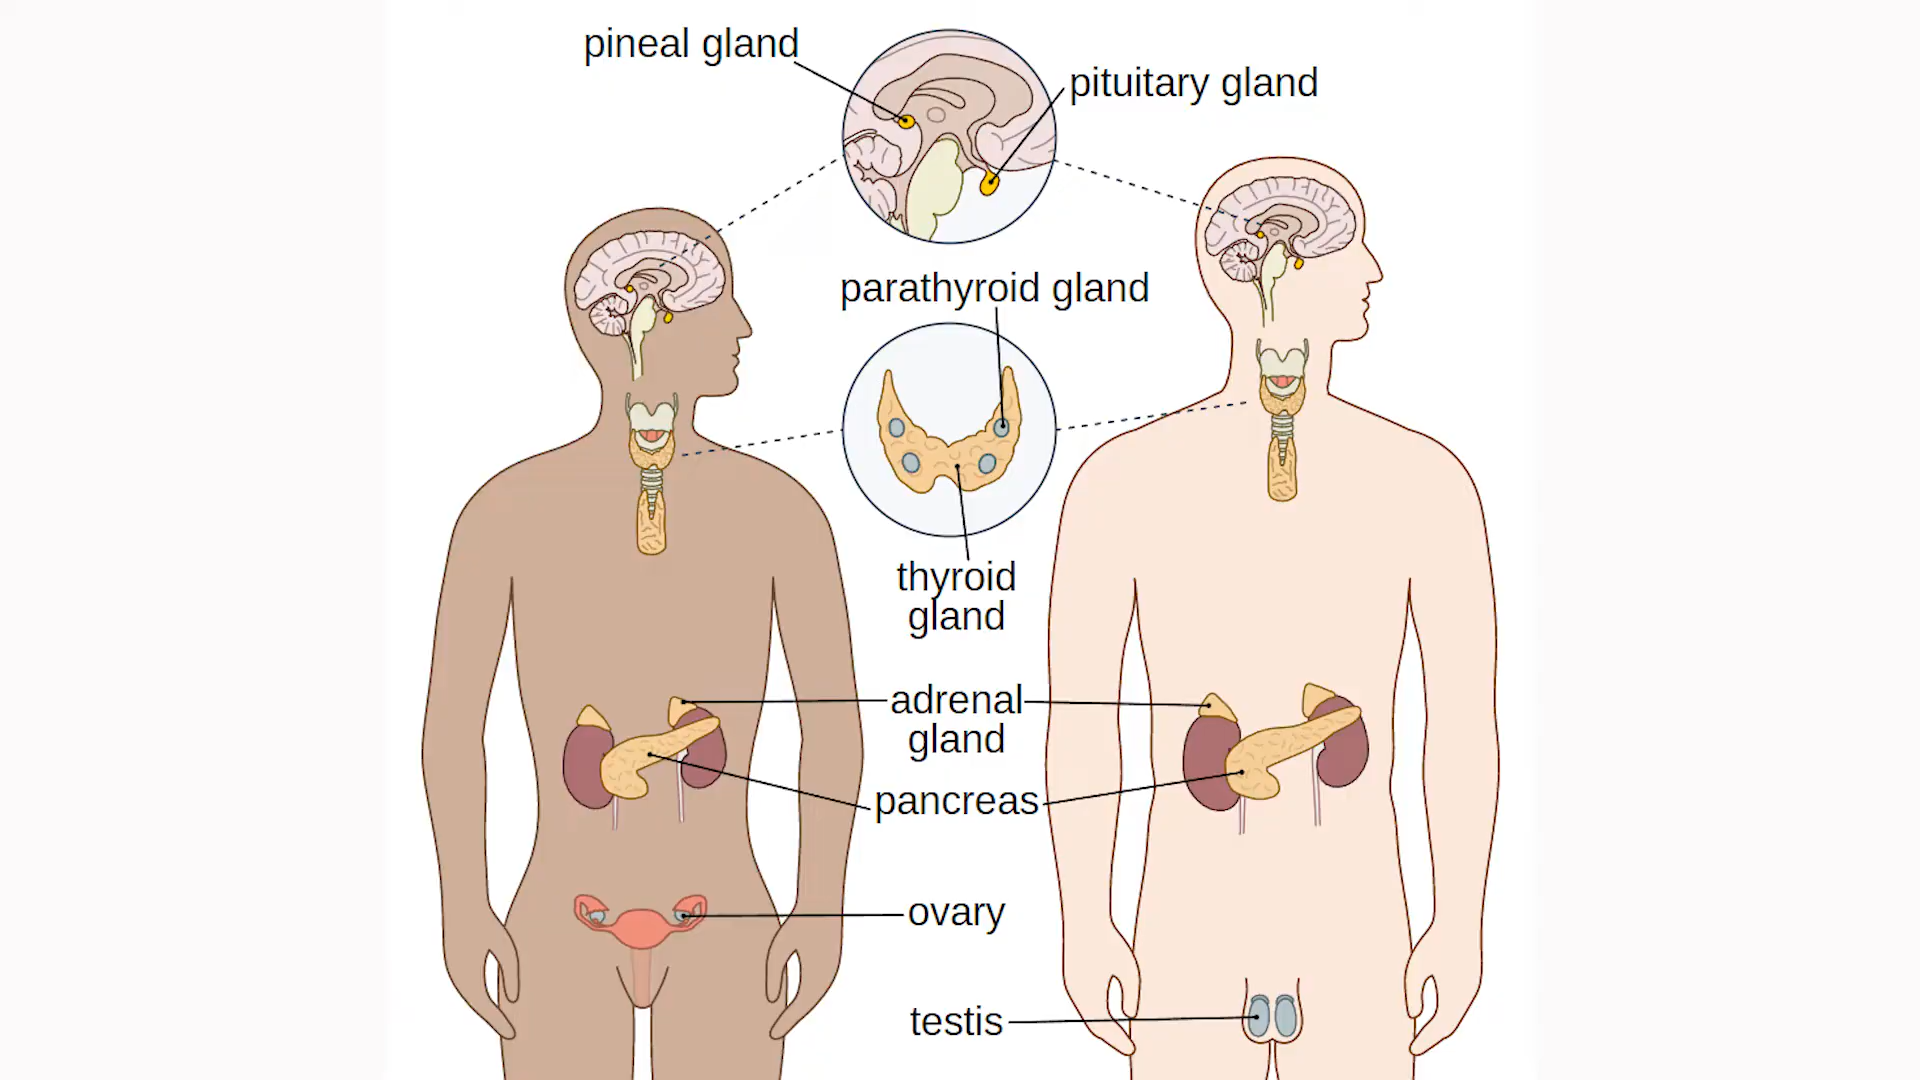 pineal gland
pituitary gland
parathyroid gland
thyroid
gland
adrenal
gland
pancreas
ovary
testis